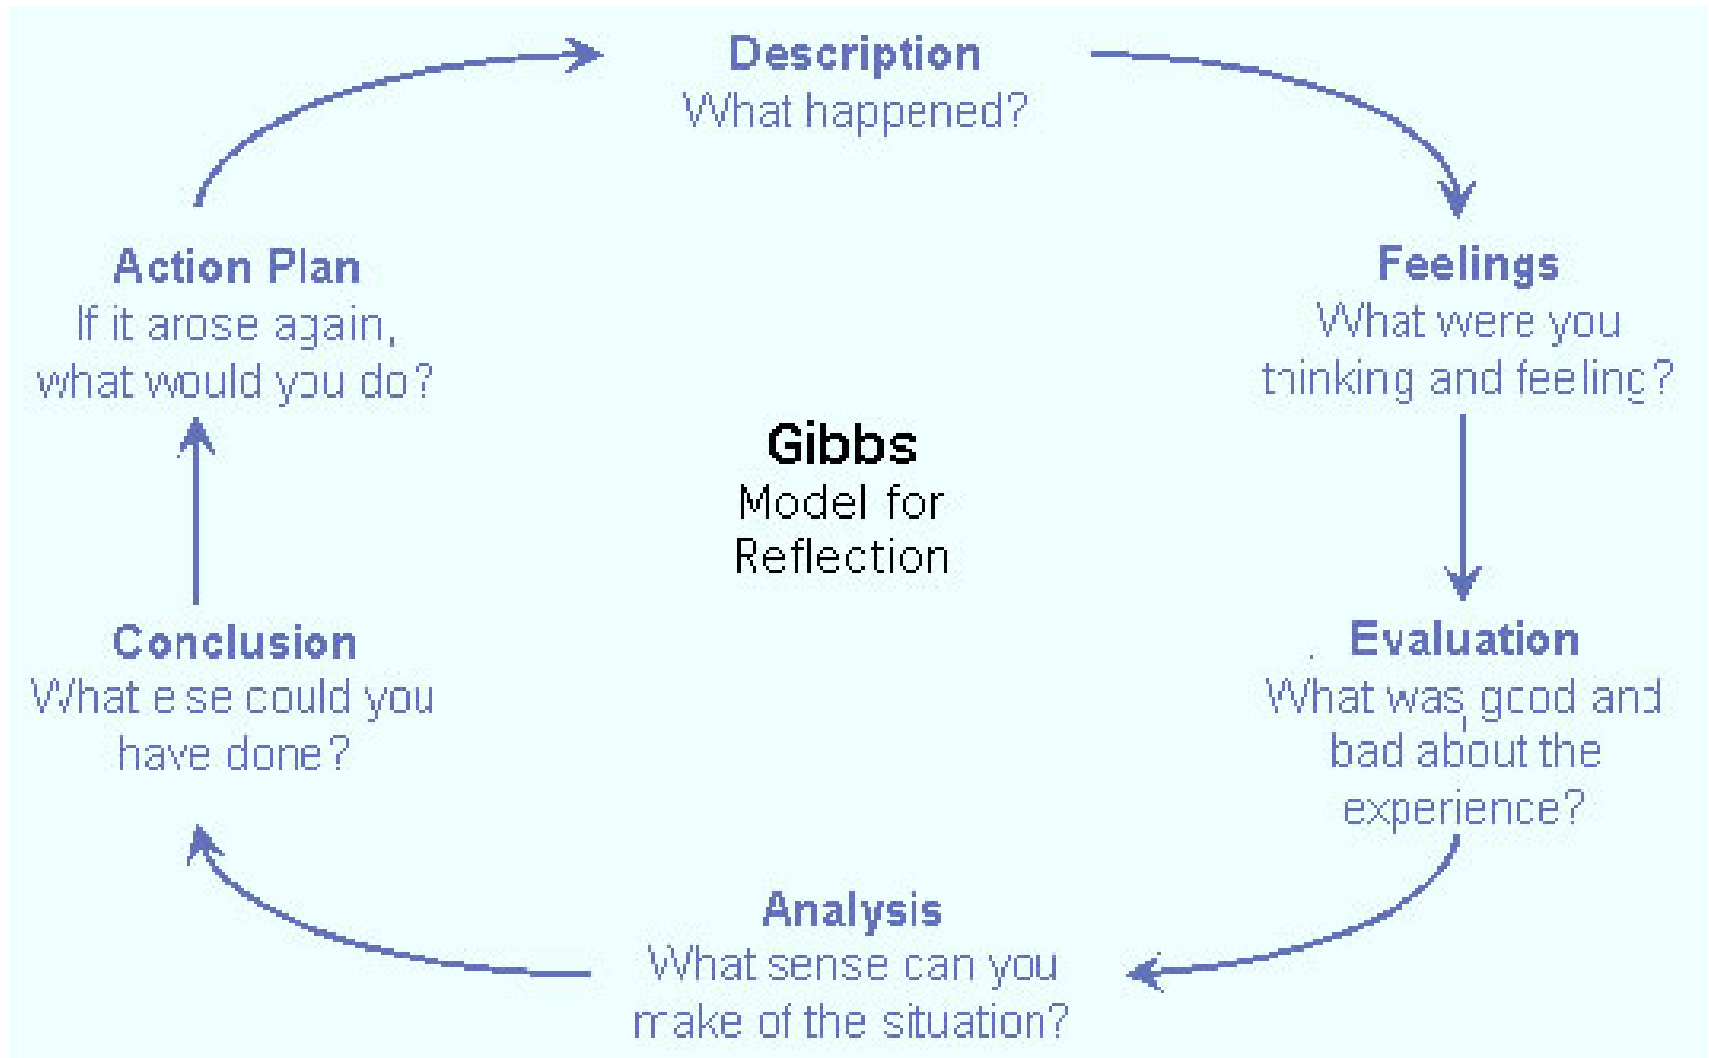 Description
What happened?
Feelings
What were you
thinking and feeling?
Evaluation
What was good and
bad about the
experience?
Analysis
What sense can you
make of the situation?
Conclusion
What else could you
have done?
Action Plan
If it arose again,
what would you do?
Gibbs
Model for
Reflection